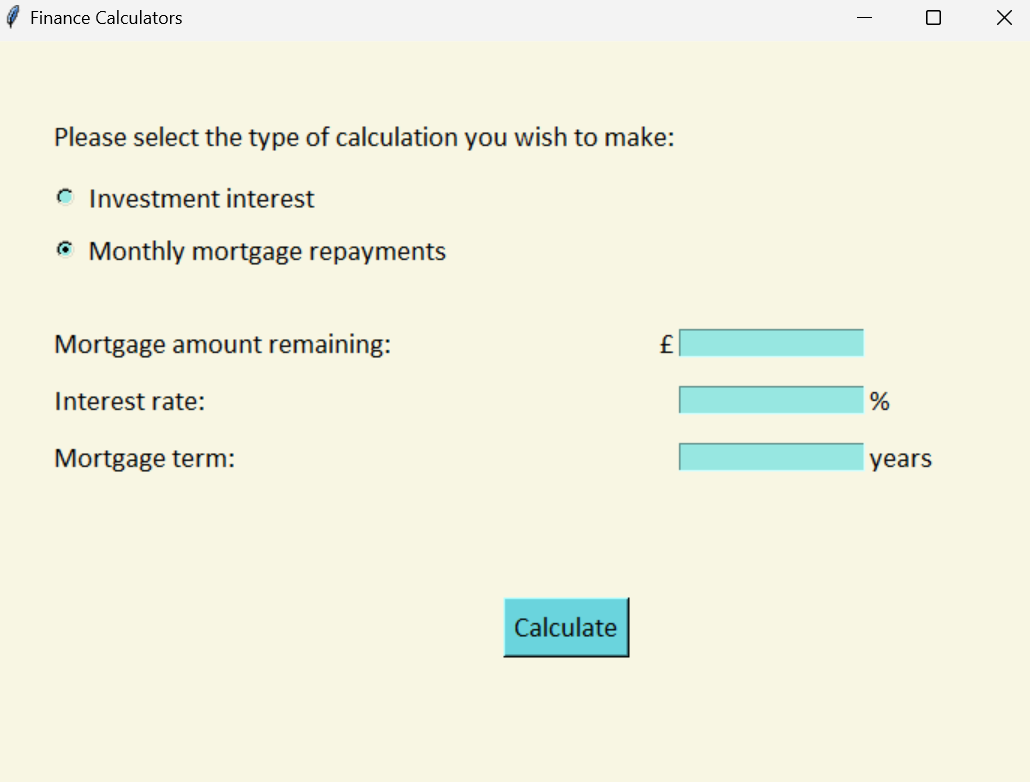 Finance Calculators
Please select the type of calculation you wish to make:
Investment interest
Monthly mortgage repayments
Mortgage amount remaining: £
Interest rate: %
Mortgage term: years
Calculate